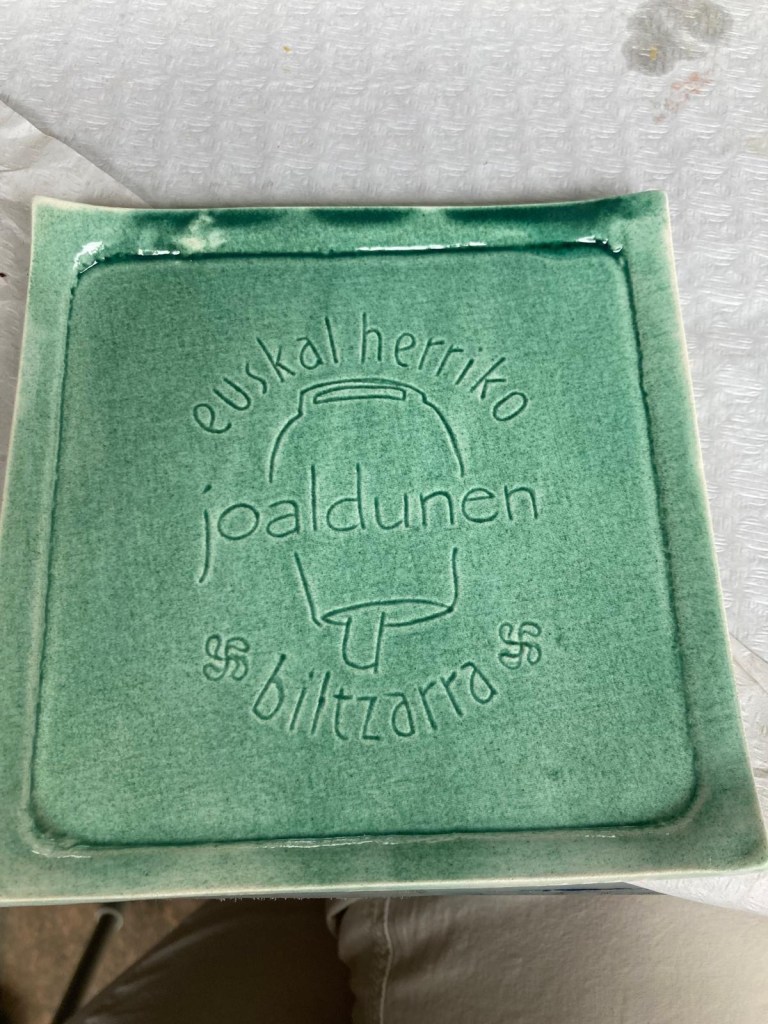 euskal herriko
joaldunen
biltzarra